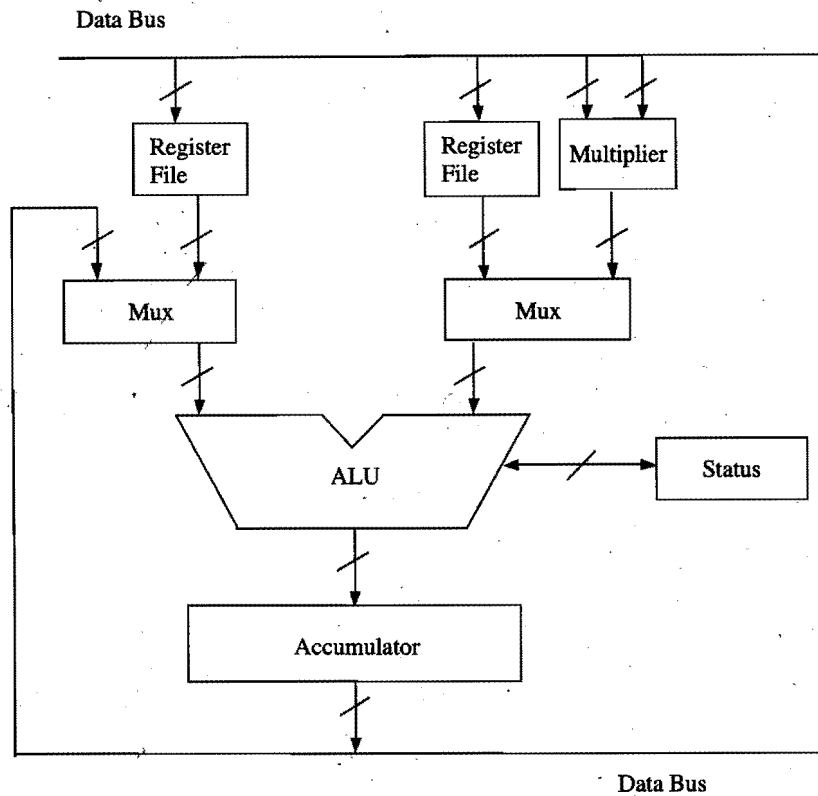 Data Bus
Register
File
Register
File
Multiplier
Mux
Mux
ALU
Status
Accumulator
Data Bus